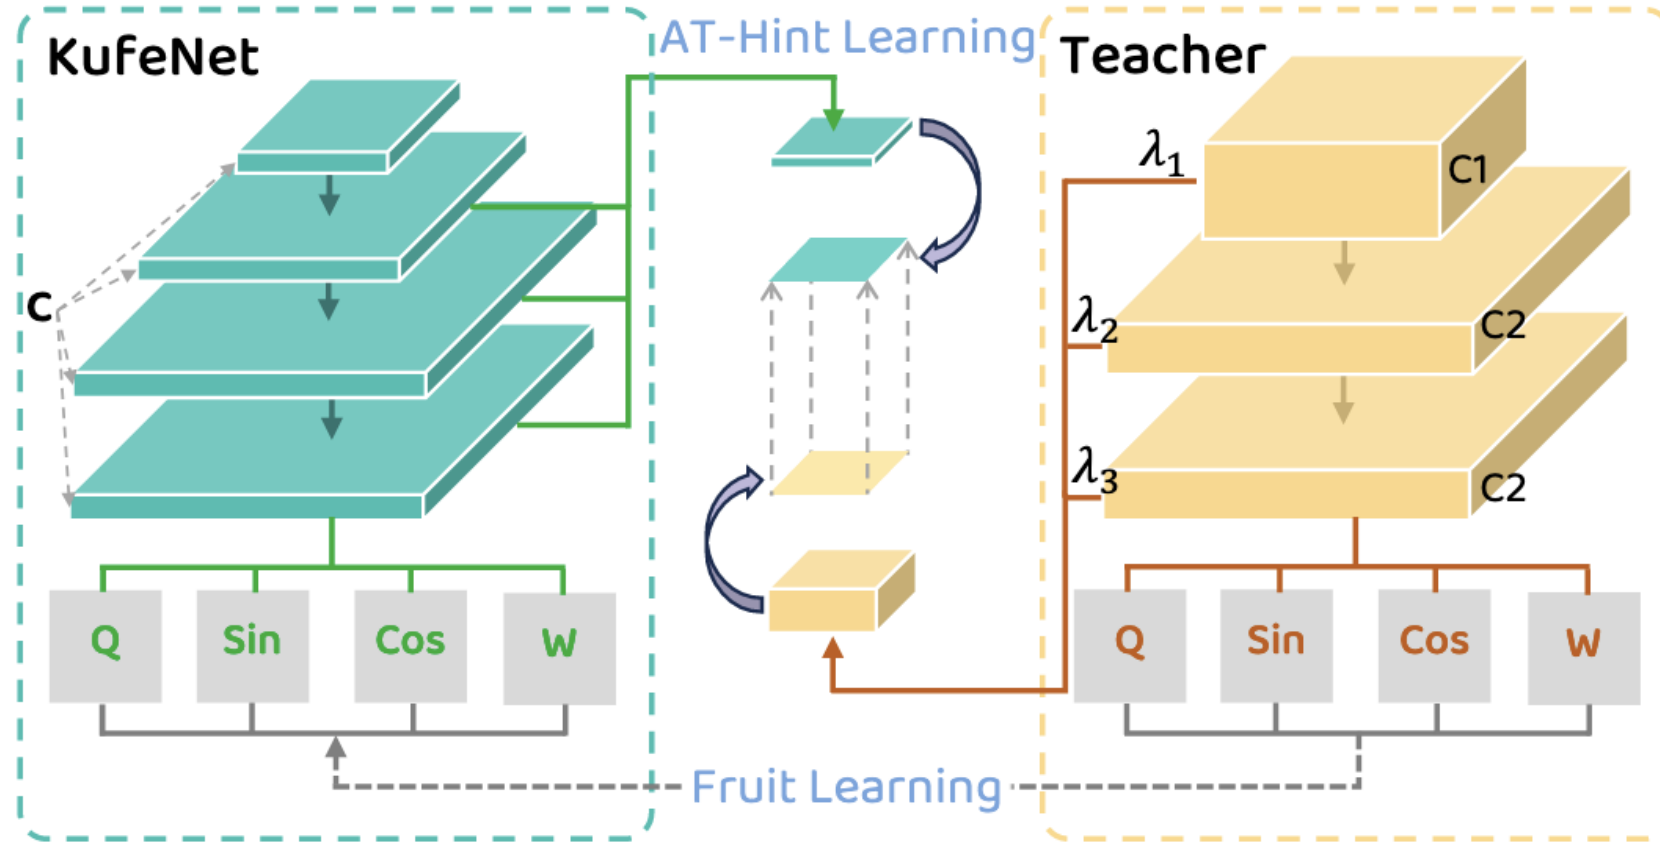 KufeNet
AT-Hint Learning
Teacher
λ1
C1
C
λ2
C2
λ3
C2
Q
Sin
Cos
W
Q
Sin
Cos
W
Fruit Learning